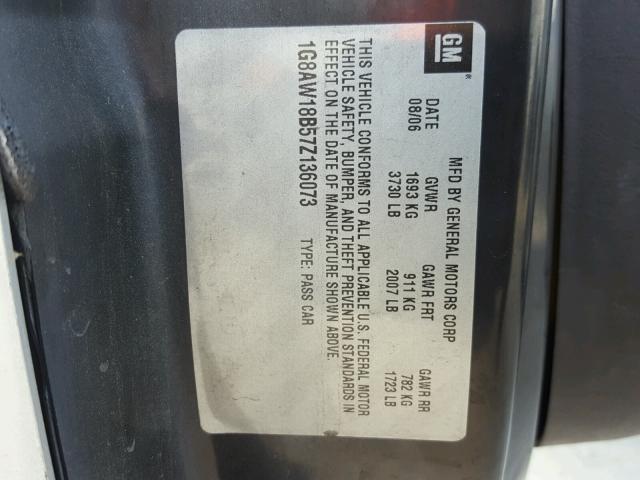 GM ®
MFD BY GENERAL MOTORS CORP
DATE GVWR GAWR FRT GAWR RR
08/06 1693 KG 911 KG 782 KG
3730 LB 2007 LB 1723 LB
THIS VEHICLE CONFORMS TO ALL APPLICABLE U.S. FEDERAL MOTOR
VEHICLE SAFETY, BUMPER, AND THEFT PREVENTION STANDARDS IN
EFFECT ON THE DATE OF MANUFACTURE SHOWN ABOVE.
1G8AW18B57Z136073 TYPE: PASS CAR